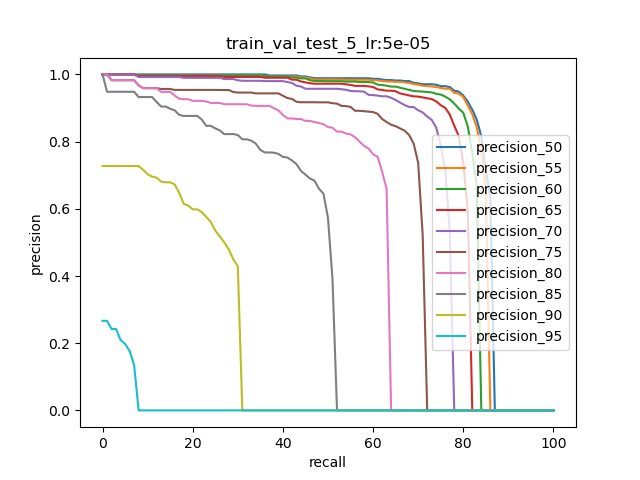 train_val_test_5_lr:5e-05
1.0
0.8
0.6
0.4
0.2
0.0
precision
precision_50
precision_55
precision_60
precision_65
precision_70
precision_75
precision_80
precision_85
precision_90
precision_95
0 20 40 60 80 100
recall